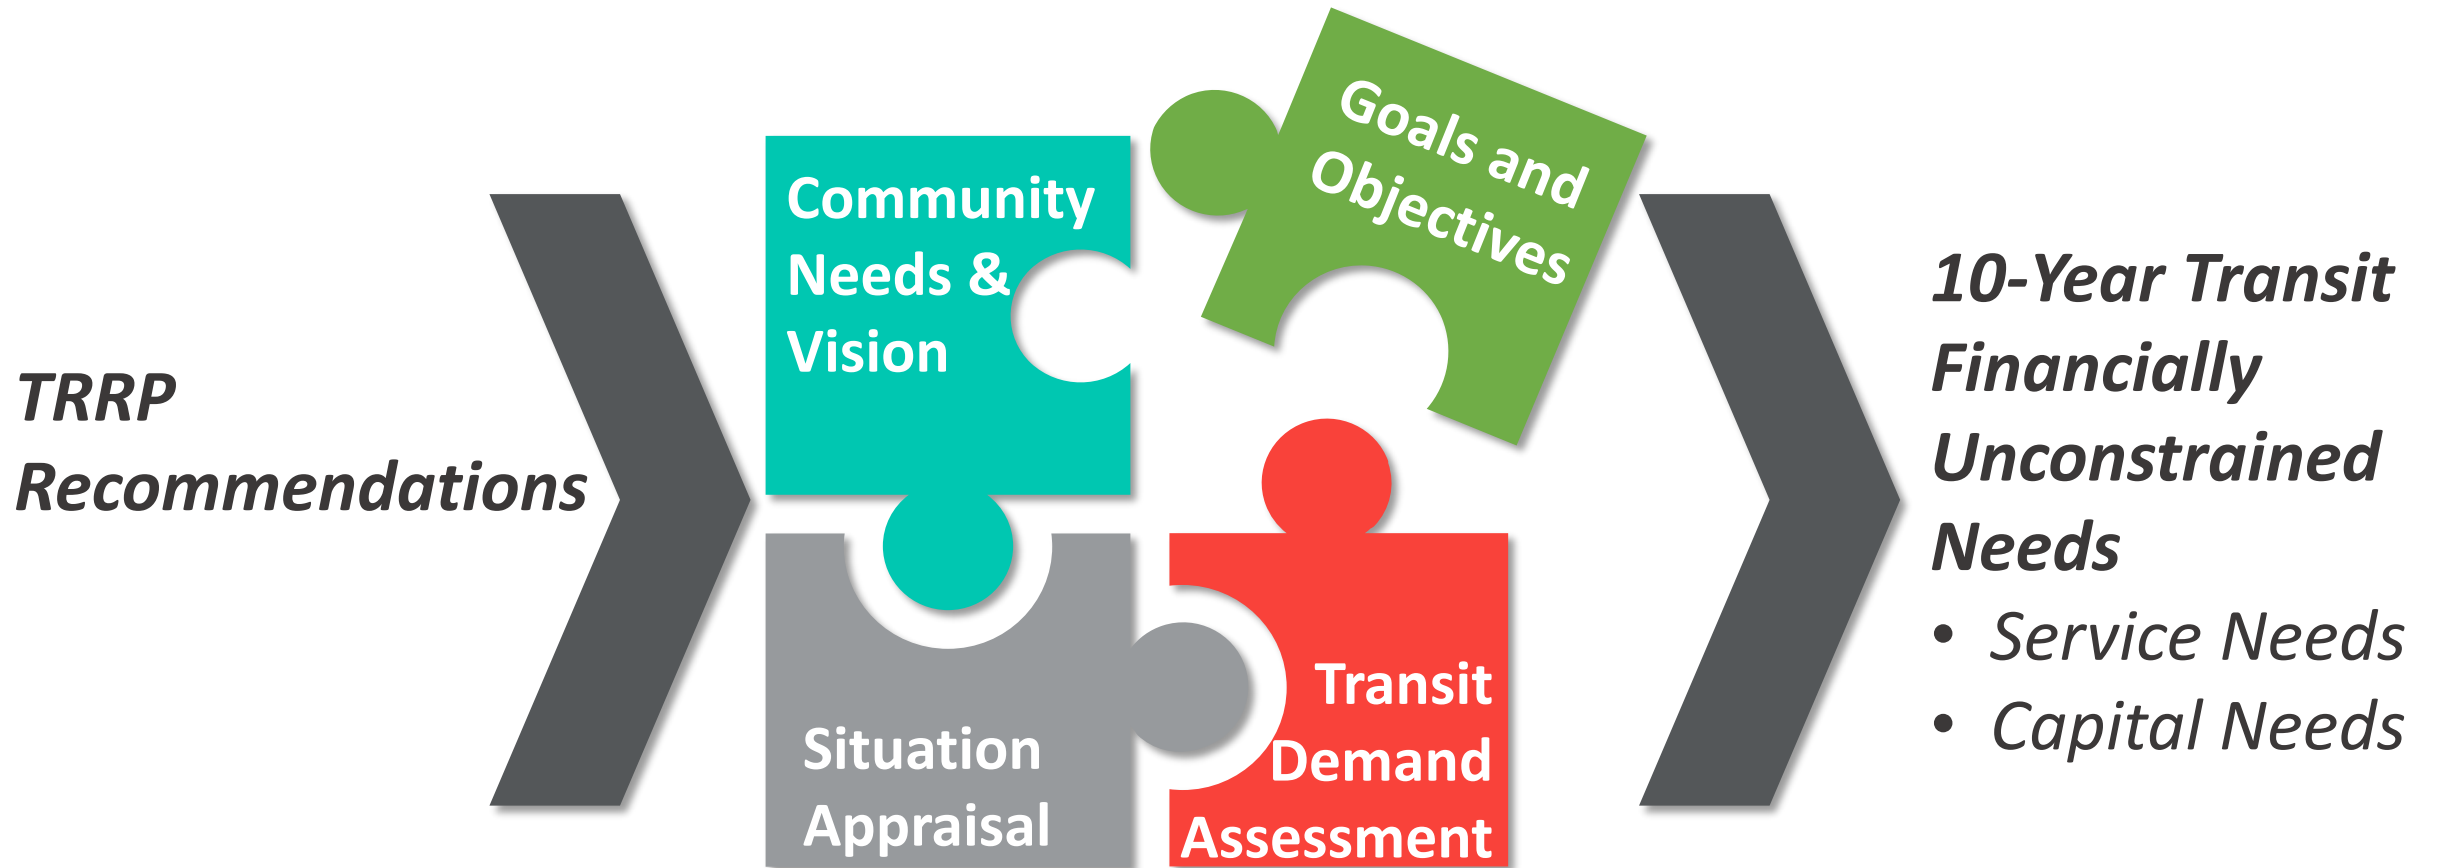 TRRP
Recommendations
Community
Needs &
Vision
Goals and
Objectives
Situation
Appraisal
Transit
Demand
Assessment
10-Year Transit
Financially
Unconstrained
Needs
• Service Needs
• Capital Needs